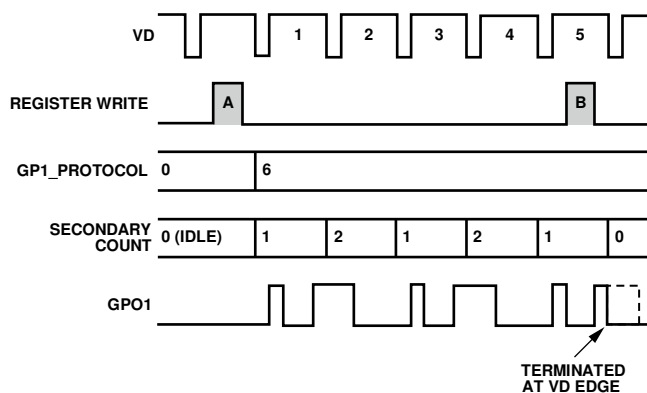 VD 1 2 3 4 5
REGISTER WRITE A B
GP1_PROTOCOL 0 6
SECONDARY
COUNT 0 (IDLE) 1 2 1 2 1 0
GPO1
TERMINATED
AT VD EDGE